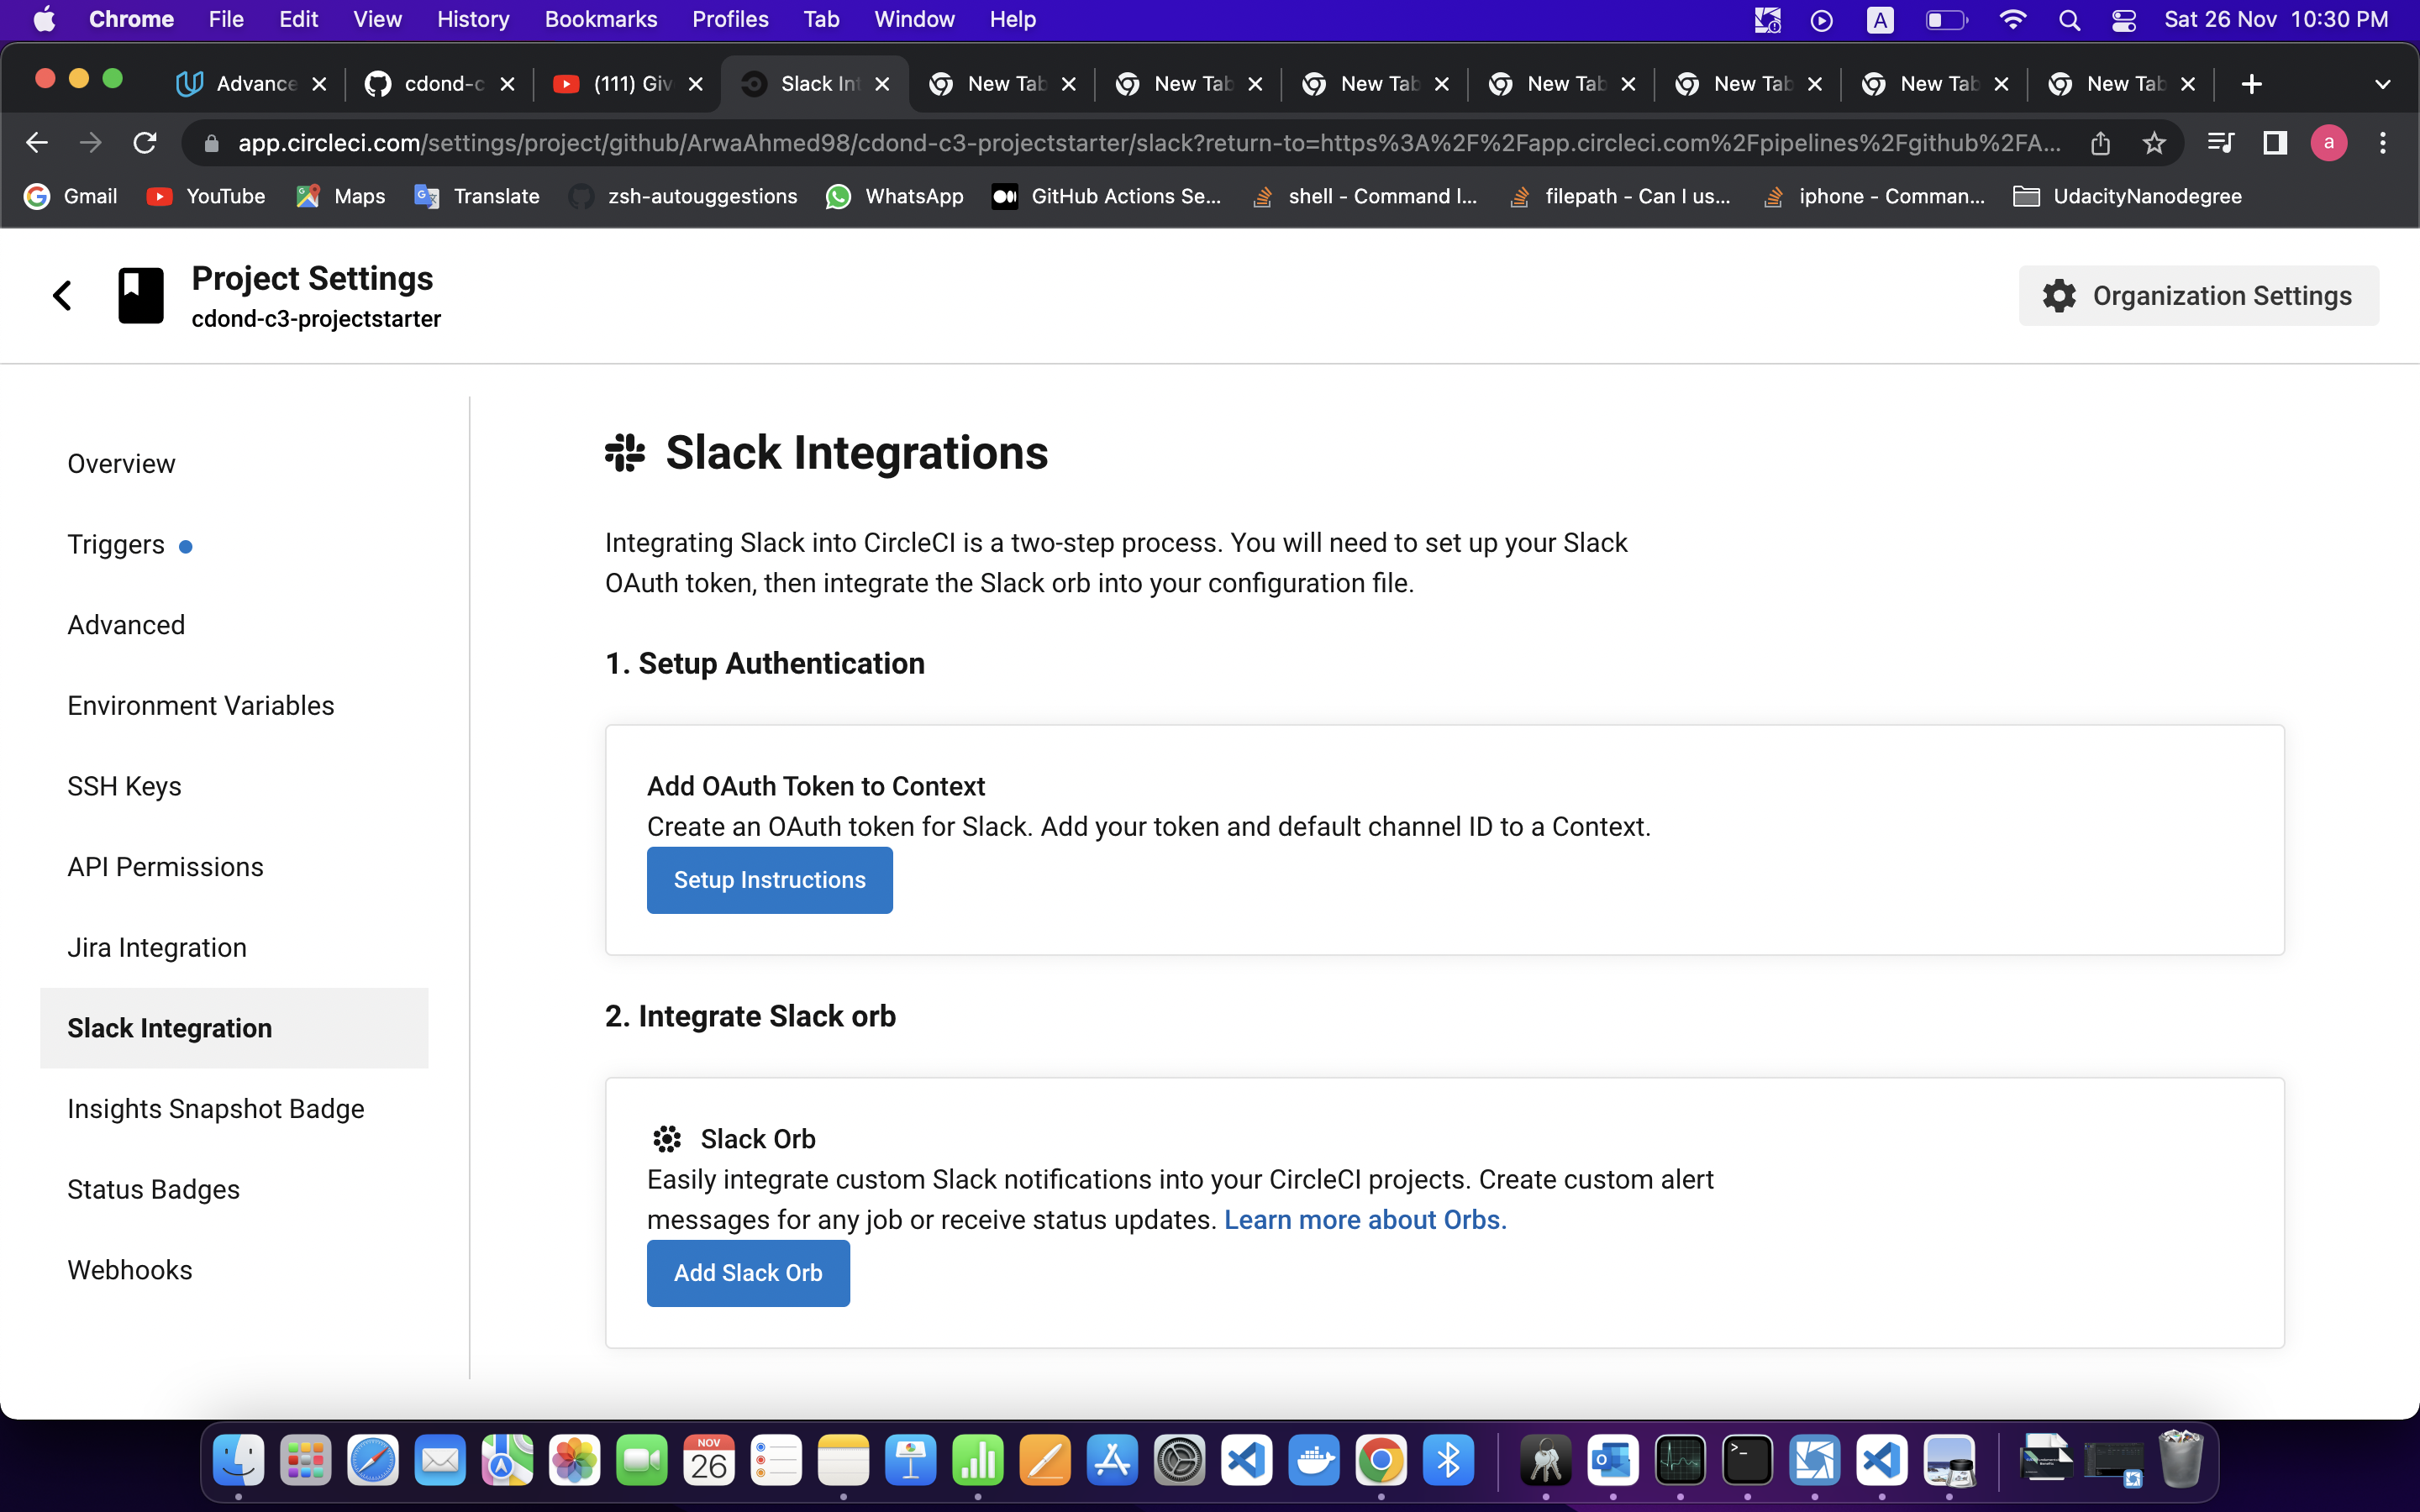 Chrome File Edit View History Bookmarks Profiles Tab Window Help A Sat 26 Nov 10:30 PM
Advance cdond-c (111) Giv Slack Int New Tab New Tab New Tab New Tab New Tab New Tab New Tab
app.circleci.com/settings/project/github/ArwaAhmed98/cdond-c3-projectstarter/slack?return-to=https%3A%2F%2Fapp.circleci.com%2Fpipelines%2Fgithub%2FA... a
Gmail YouTube Maps Translate zsh-autouggestions WhatsApp GitHub Actions Se... shell - Command l... filepath - Can I us... iphone - Comman... UdacityNanodegree
Project Settings
cdond-c3-projectstarter
Organization Settings
Overview
Triggers
Advanced
Environment Variables
SSH Keys
API Permissions
Jira Integration
Slack Integration
Insights Snapshot Badge
Status Badges
Webhooks
Slack Integrations
Integrating Slack into CircleCI is a two-step process. You will need to set up your Slack
OAuth token, then integrate the Slack orb into your configuration file.
1. Setup Authentication
Add OAuth Token to Context
Create an OAuth token for Slack. Add your token and default channel ID to a Context.
Setup Instructions
2. Integrate Slack orb
Slack Orb
Easily integrate custom Slack notifications into your CircleCI projects. Create custom alert
messages for any job or receive status updates. Learn more about Orbs.
Add Slack Orb
NOV
26